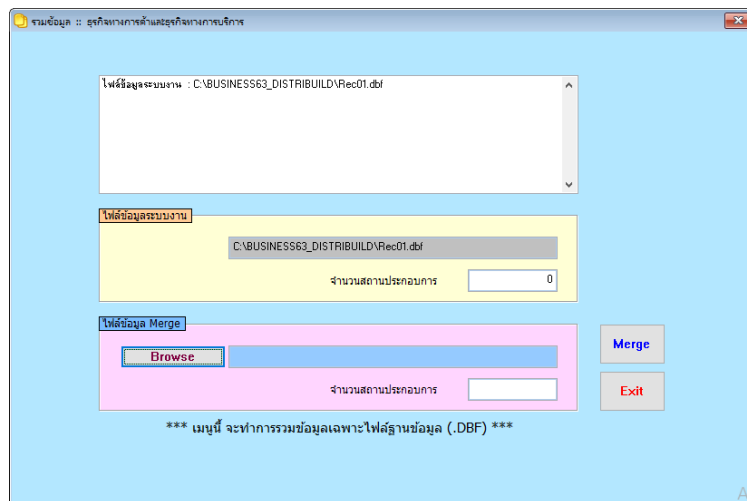 รวมข้อมูล :: ธุรกิจทางการค้าและธุรกิจทางการบริการ
ไฟล์ข้อมูลระบบงาน : C:\BUSINESS63_DISTRIBUILD\Rec01.dbf
ไฟล์ข้อมูลระบบงาน
C:\BUSINESS63_DISTRIBUILD\Rec01.dbf
จำนวนสถานประกอบการ 0
ไฟล์ข้อมูล Merge
Browse
Merge
จำนวนสถานประกอบการ
Exit
*** เมนูนี้ จะทำการรวมข้อมูลเฉพาะไฟล์ฐานข้อมูล (.DBF) ***
A